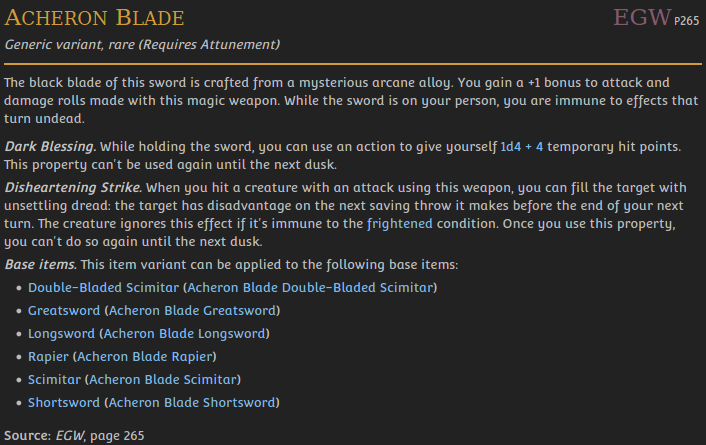 Acheron Blade EGW P265
Generic variant, rare (Requires Attunement)
The black blade of this sword is crafted from a mysterious arcane alloy. You gain a +1 bonus to attack and
damage rolls made with this magic weapon. While the sword is on your person, you are immune to effects that
turn undead.
Dark Blessing. While holding the sword, you can use an action to give yourself 1d4 + 4 temporary hit points.
This property can't be used again until the next dusk.
Disheartening Strike. When you hit a creature with an attack using this weapon, you can fill the target with
unsettling dread: the target has disadvantage on the next saving throw it makes before the end of your next
turn. The creature ignores this effect if it's immune to the frightened condition. Once you use this property,
you can't do so again until the next dusk.
Base items. This item variant can be applied to the following base items:
• Double-Bladed Scimitar (Acheron Blade Double-Bladed Scimitar)
• Greatsword (Acheron Blade Greatsword)
• Longsword (Acheron Blade Longsword)
• Rapier (Acheron Blade Rapier)
• Scimitar (Acheron Blade Scimitar)
• Shortsword (Acheron Blade Shortsword)
Source: EGW, page 265